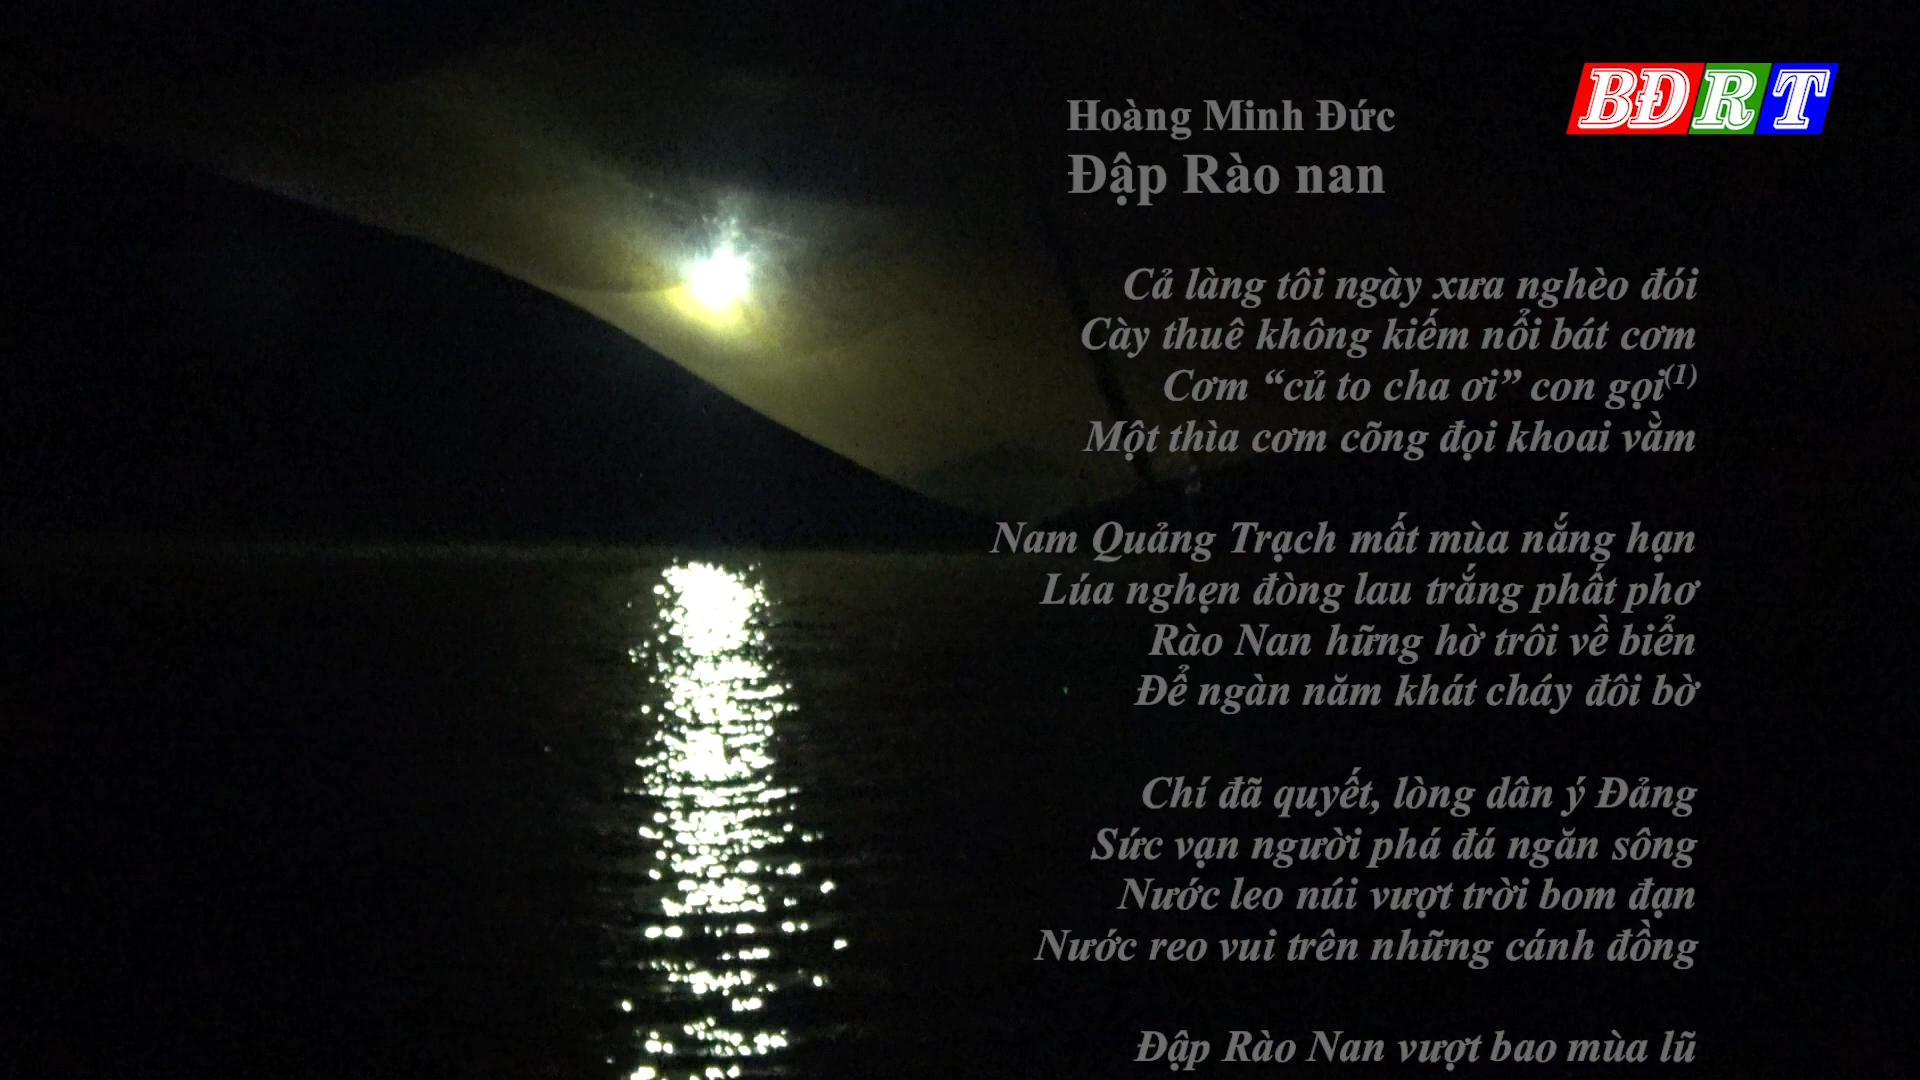 BĐRT
Hoàng Minh Đức
Đập Rào nan
Cả làng tôi ngày xưa nghèo đói
Cày thuê không kiếm nổi bát cơm
Cơm “củ to cha ơi” con gọi(1)
Một thìa cơm cõng đọi khoai vằm
Nam Quảng Trạch mất mùa nắng hạn
Lúa nghẹn đòng lau trắng phất phơ
Rào Nan hững hờ trôi về biển
Để ngàn năm khát cháy đôi bờ
Chí đã quyết, lòng dân ý Đảng
Sức vạn người phá đá ngăn sông
Nước leo núi vượt trời bom đạn
Nước reo vui trên những cánh đồng
Đập Rào Nan vượt bao mùa lũ